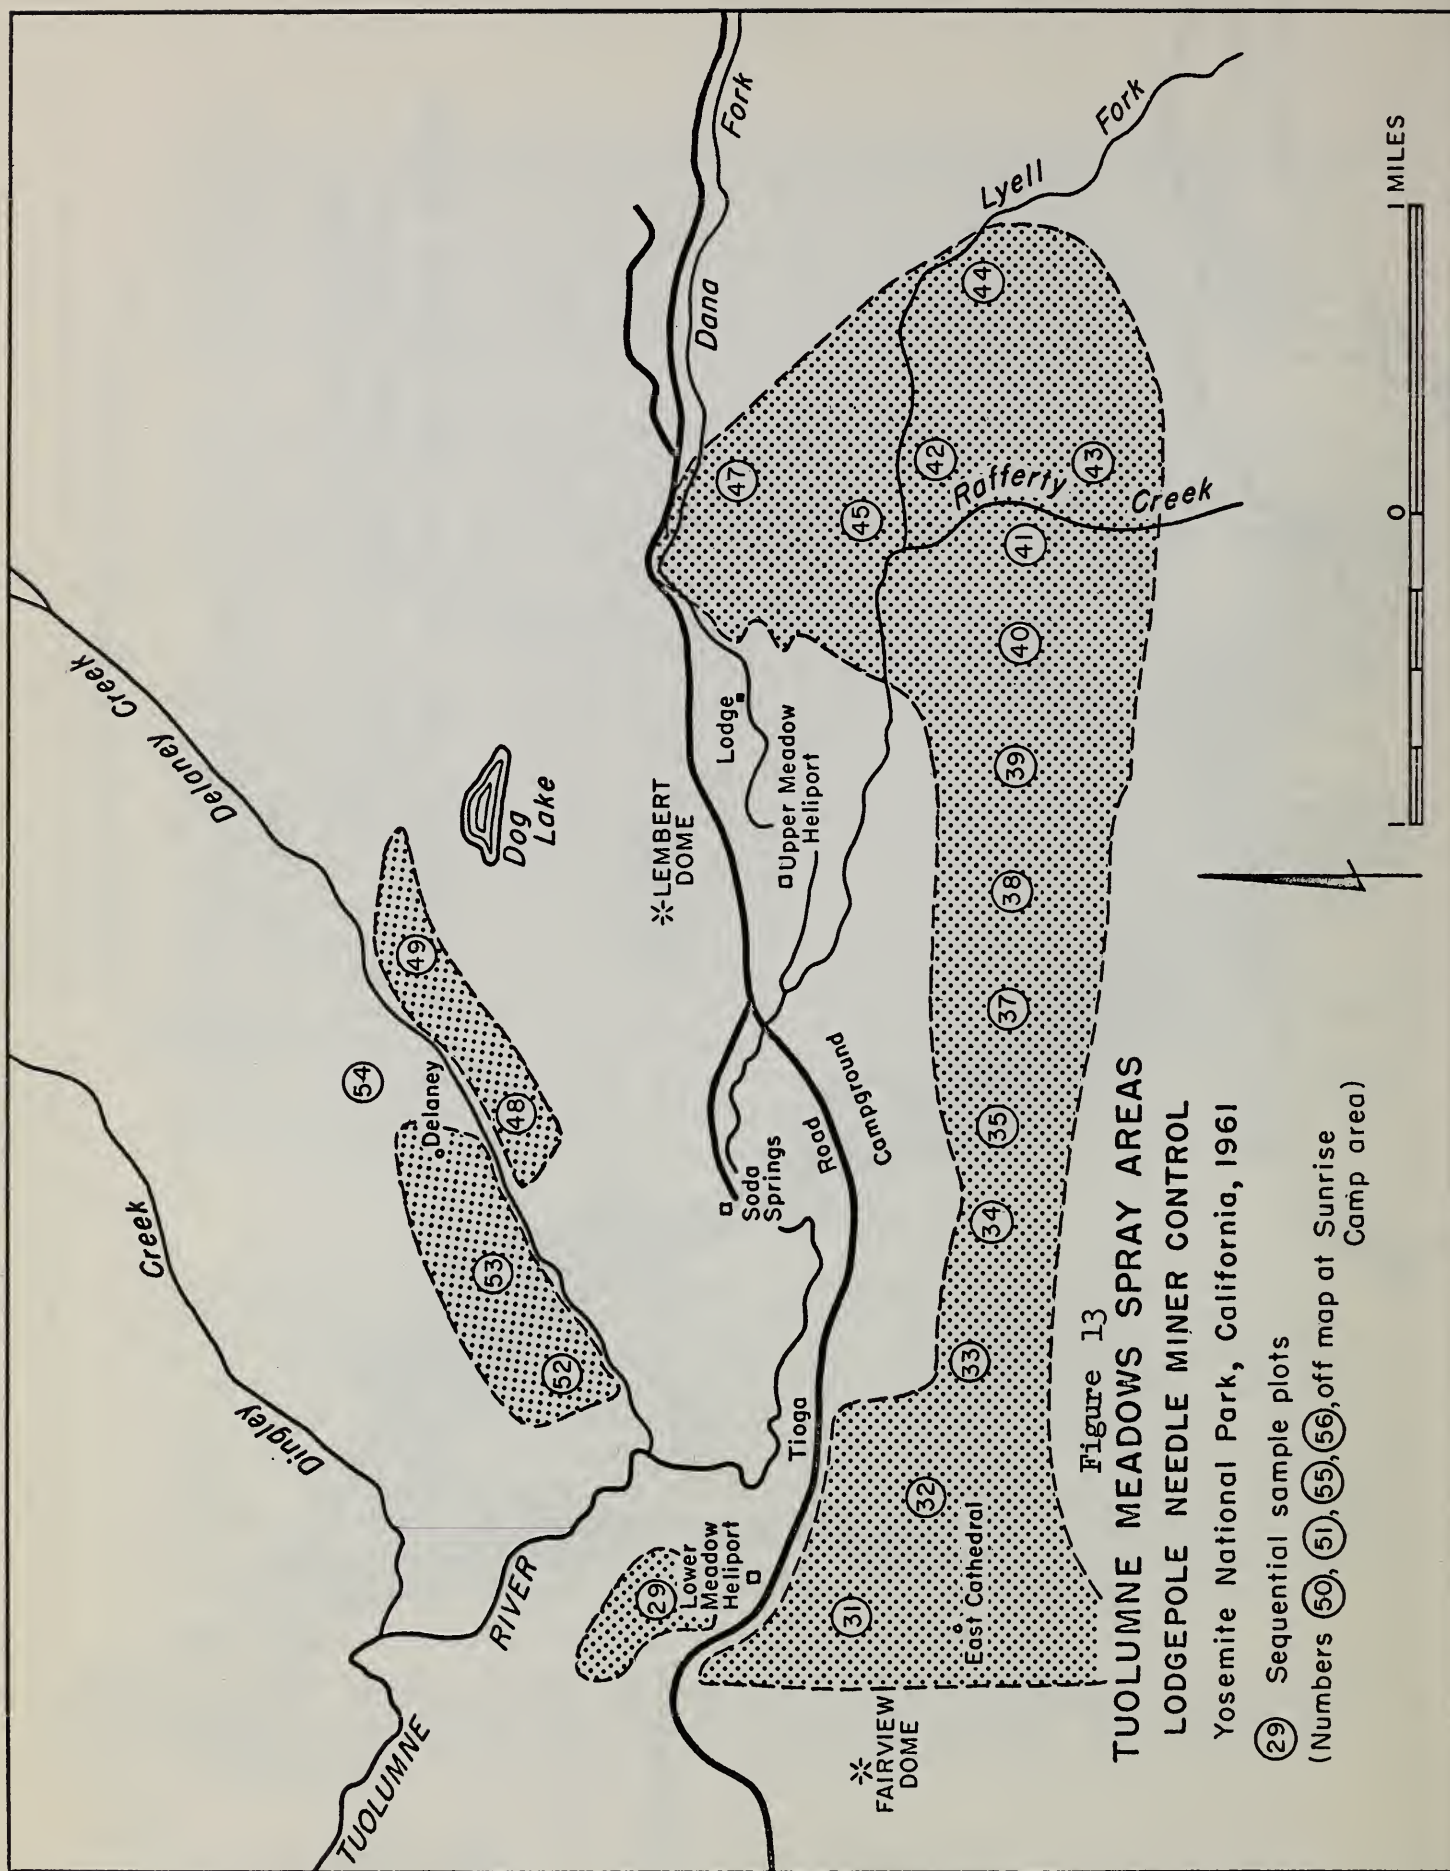 TUOLUMNE
RIVER
Dingley
Creek
Delaney Creek
54
49
Delaney
48
53
52
Dog
Lake
LEMBERT
DOME
Dana
Fork
Lyell
Fork
Lodge
Upper Meadow
Heliport
Soda
Springs
Tioga
Road
Campground
29
Lower
Meadow
Heliport
FAIRVIEW
DOME
31
32
East Cathedral
33
34
35
37
38
39
40
41
42
43
44
45
47
Rafferty
Creek
Figure 13
TUOLUMNE MEADOWS SPRAY AREAS
LODGEPOLE NEEDLE MINER CONTROL
Yosemite National Park, California, 1961
29 Sequential sample plots
(Numbers 50, 51, 55, 56, off map at Sunrise
Camp area)
1 0 1 MILES